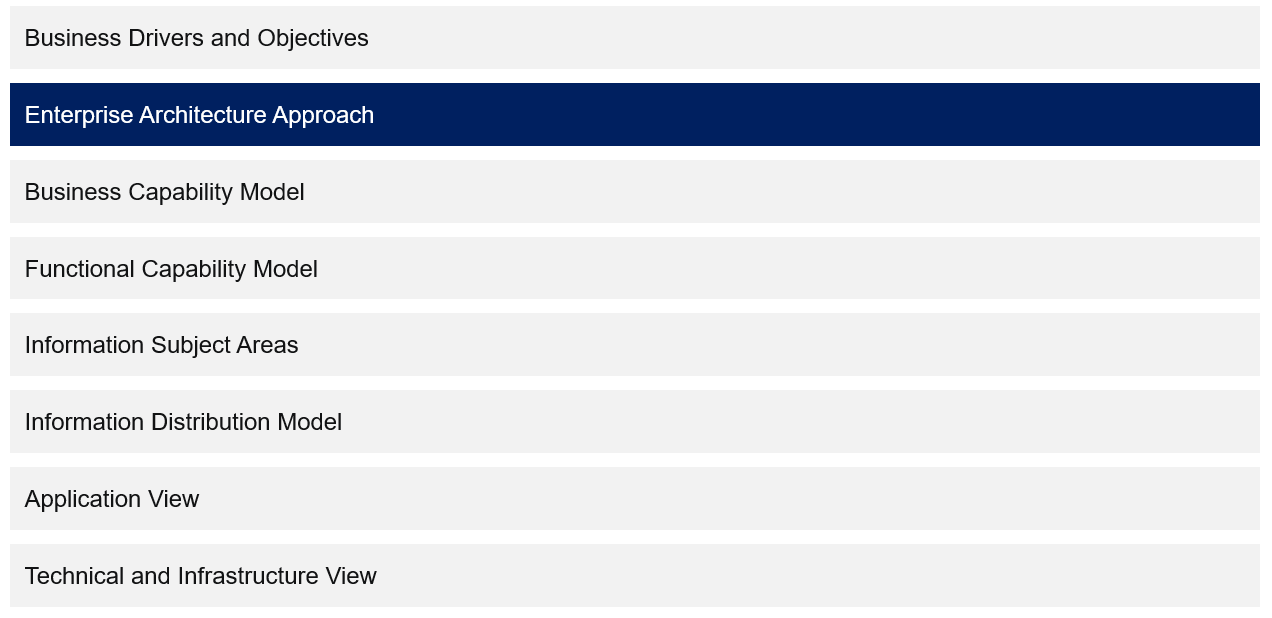 Business Drivers and Objectives
Enterprise Architecture Approach
Business Capability Model
Functional Capability Model
Information Subject Areas
Information Distribution Model
Application View
Technical and Infrastructure View